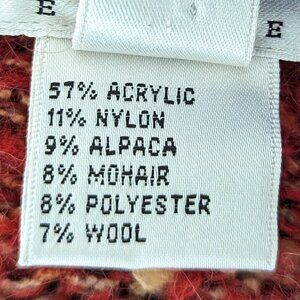 E
E
57% ACRYLIC
11% NYLON
9% ALPACA
8% MOHAIR
8% POLYESTER
7% WOOL